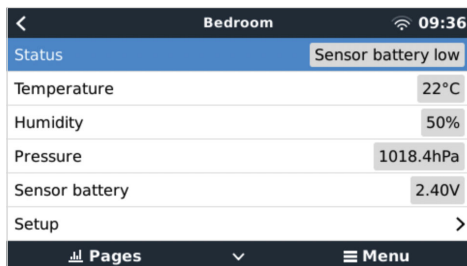 Bedroom 09:36
Status Sensor battery low
Temperature 22°C
Humidity 50%
Pressure 1018.4hPa
Sensor battery 2.40V
Setup
Pages Menu